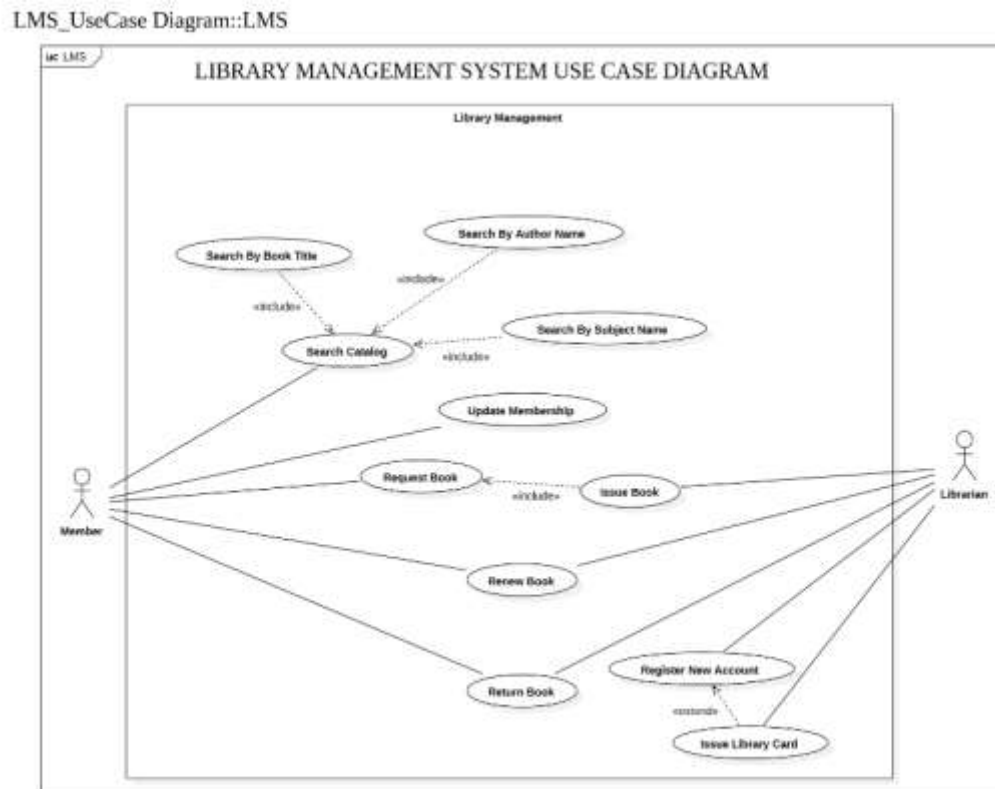 LMS_UseCase Diagram::LMS
uc LMS
LIBRARY MANAGEMENT SYSTEM USE CASE DIAGRAM
Library Management
Search By Author Name
Search By Book Title
«include»
«include»
Search By Subject Name
Search Catalog
«include»
Update Membership
Request Book
«include»
Issue Book
Librarian
Member
Renew Book
Register New Account
Return Book
«extend»
Issue Library Card